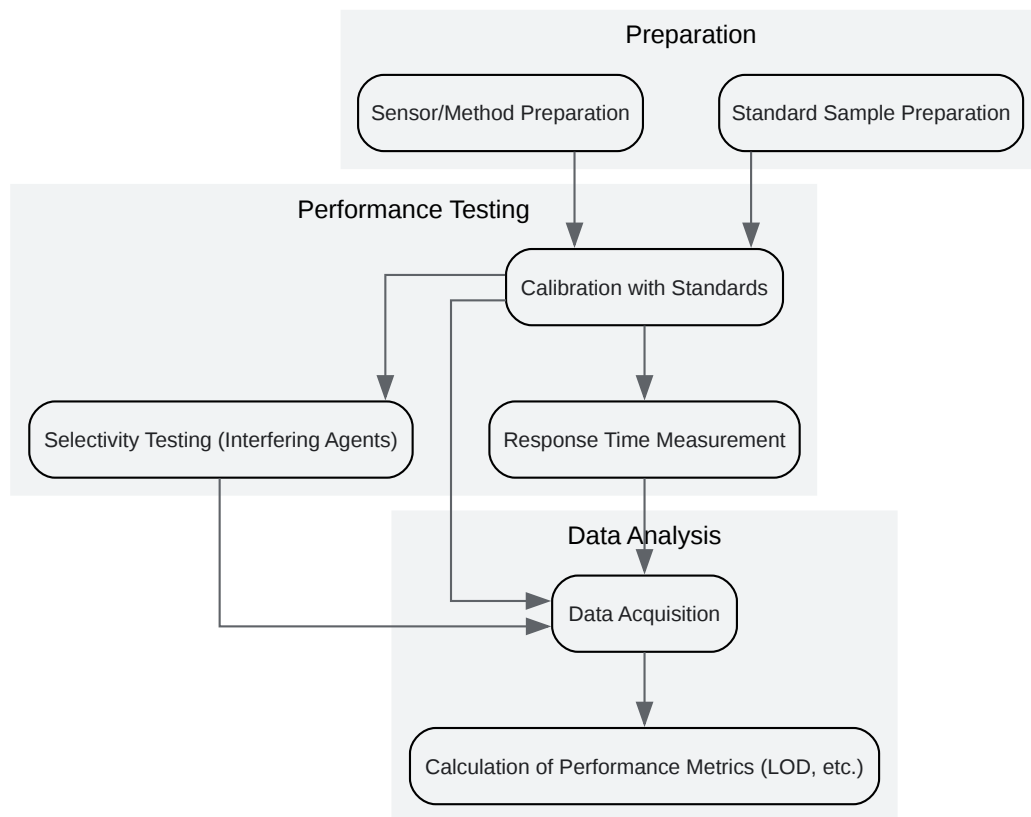 Preparation
Sensor/Method Preparation
Standard Sample Preparation
Performance Testing
Calibration with Standards
Selectivity Testing (Interfering Agents)
Response Time Measurement
Data Analysis
Data Acquisition
Calculation of Performance Metrics (LOD, etc.)